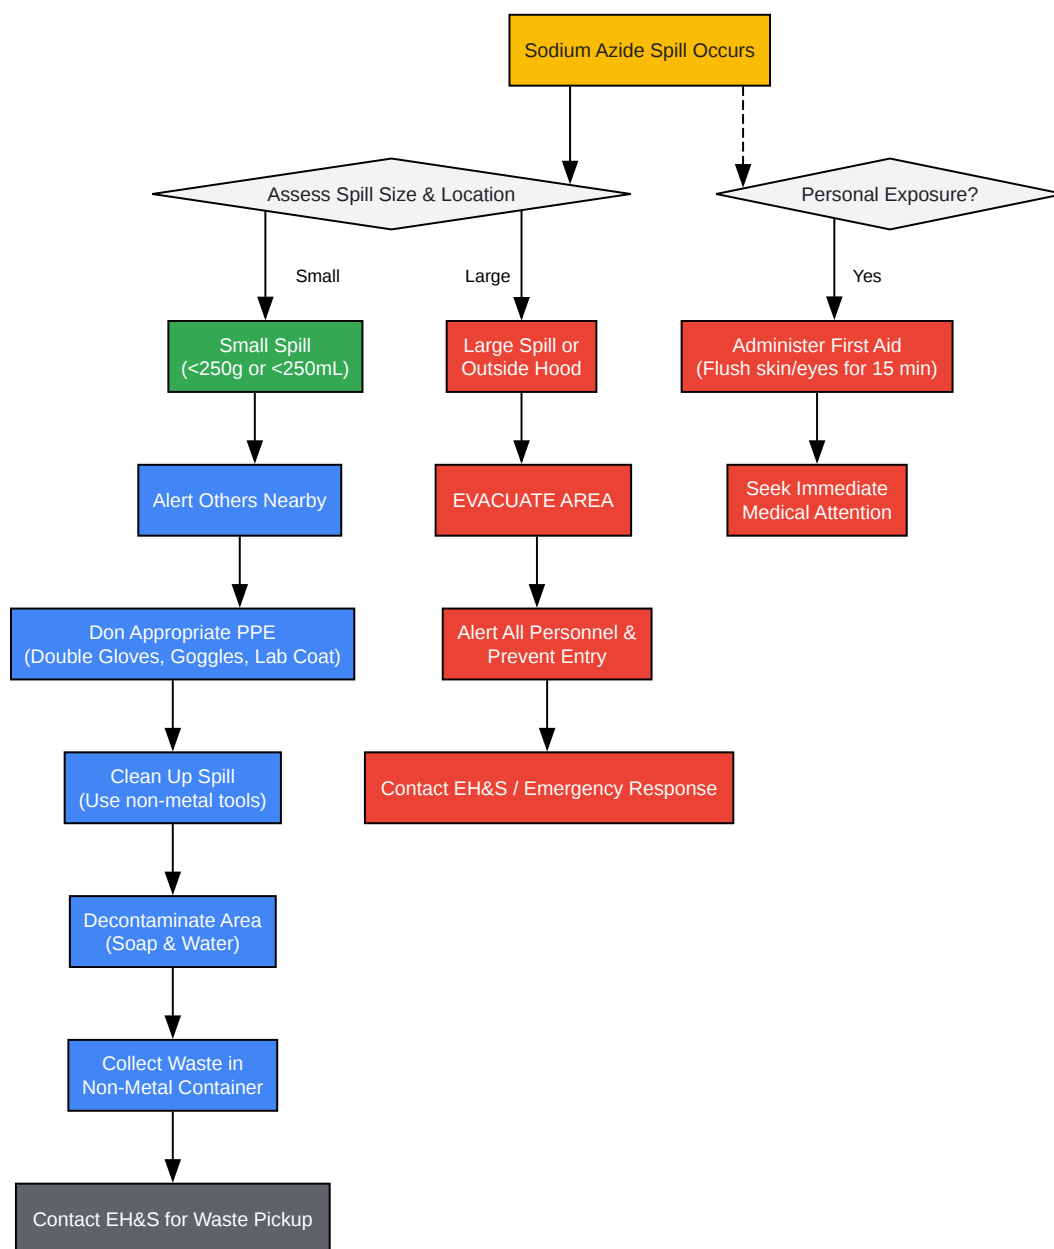 Sodium Azide Spill Occurs
Assess Spill Size & Location
Personal Exposure?
Small
Large
Yes
Small Spill
(<250g or <250mL)
Large Spill or
Outside Hood
Administer First Aid
(Flush skin/eyes for 15 min)
Alert Others Nearby
EVACUATE AREA
Seek Immediate
Medical Attention
Don Appropriate PPE
(Double Gloves, Goggles, Lab Coat)
Alert All Personnel &
Prevent Entry
Clean Up Spill
(Use non-metal tools)
Contact EH&S / Emergency Response
Decontaminate Area
(Soap & Water)
Collect Waste in
Non-Metal Container
Contact EH&S for Waste Pickup